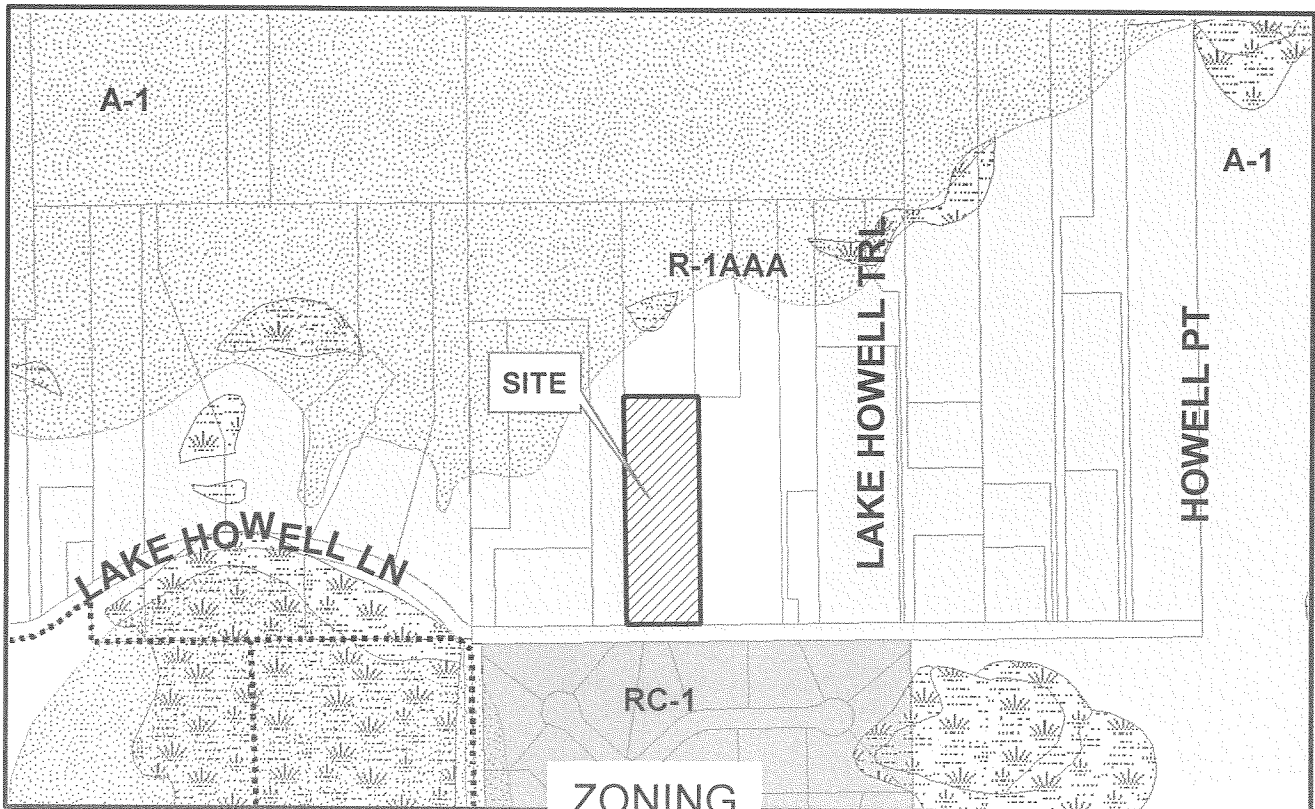 A-1
A-1
R-1AAA
LAKE HOWELL TRL
SITE
HOWELL PT
LAKE HOWELL LN
RC-1
ZONING